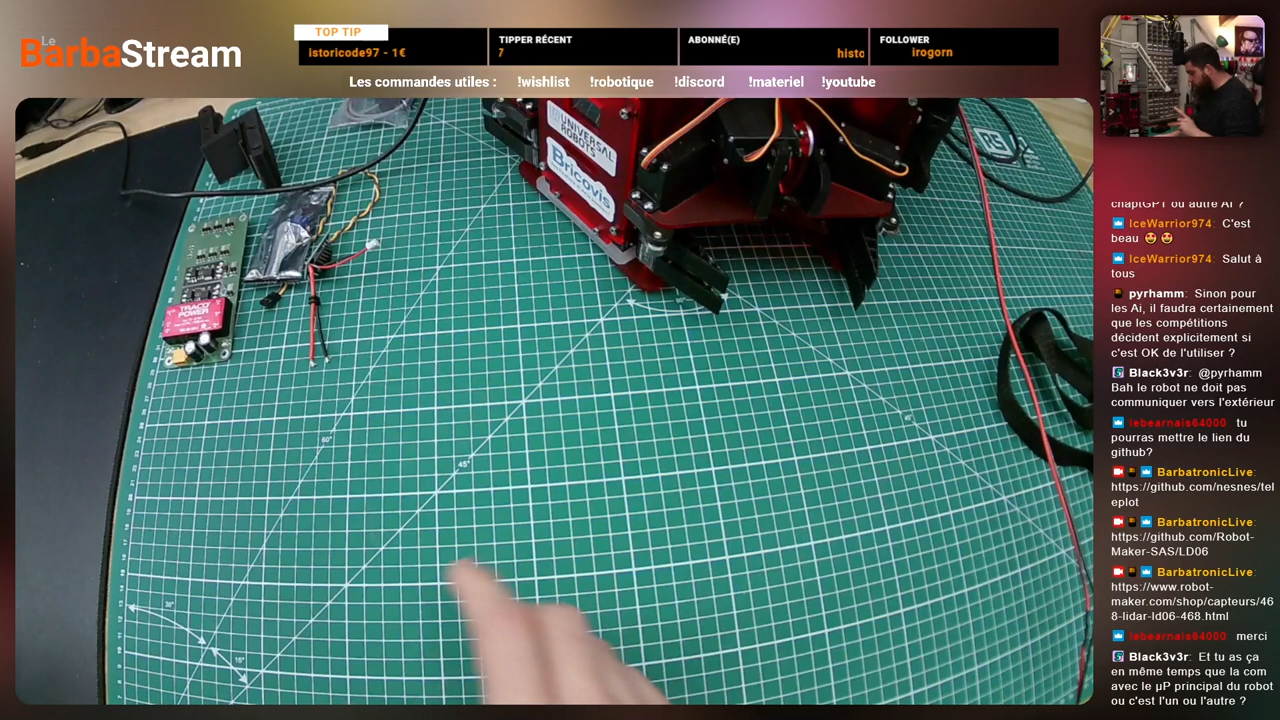 Le
BarbaStream
TOP TIP
istoricode97 - 1€
TIPPER RÉCENT
7
ABONNÉ(E)
histo
FOLLOWER
irogorn
Les commandes utiles : !wishlist !robotique !discord !materiel !youtube
UNIVERSAL
ROBOTS
Bricovis
RS
TRACO
POWER
60°
45°
45°
30°
15°
chaptGPT ou autre AI ?
IceWarrior974: C'est
beau
IceWarrior974: Salut à
tous
pyrhamm: Sinon pour
les Ai, il faudra certainement
que les compétitions
décident explicitement si
c'est OK de l'utiliser ?
Black3v3r: @pyrhamm
Bah le robot ne doit pas
communiquer vers l'extérieur
lebearnais64000 tu
pourras mettre le lien du
github?
BarbatronicLive:
https://github.com/nesnes/tel
eplot
BarbatronicLive:
https://github.com/Robot-
Maker-SAS/LD06
BarbatronicLive:
https://www.robot-
maker.com/shop/capteurs/46
8-lidar-ld06-468.html
lebearnais64000 merci
Black3v3r: Et tu as ça
en même temps que la com
avec le µP principal du robot
ou c'est l'un ou l'autre ?